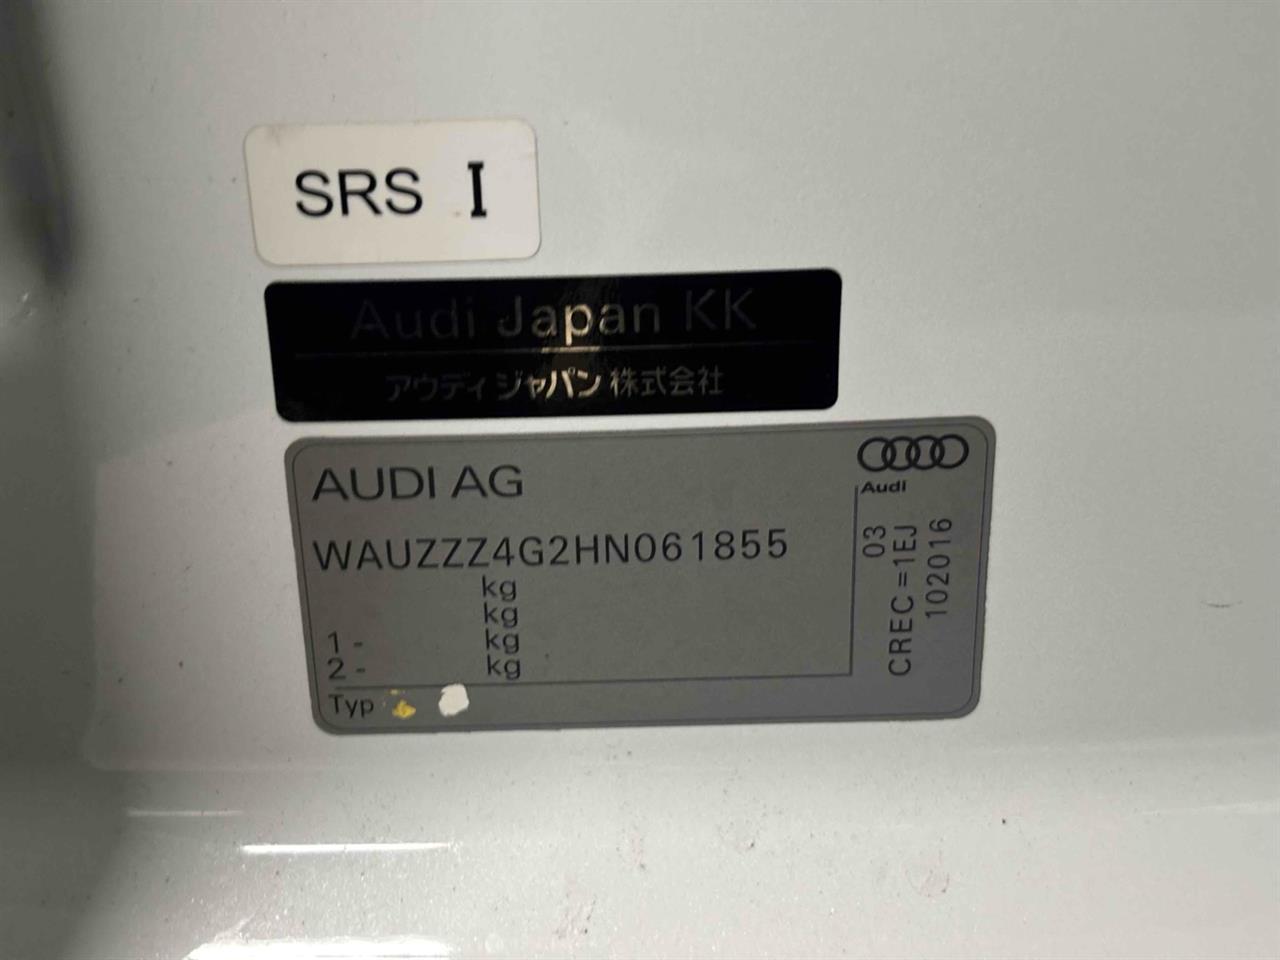 SRS I
Audi Japan KK
アウディ ジャパン 株式会社
AUDI AG
Audi
WAUZZZ4G2HN061855
kg
kg
1 - kg
2 - kg
Typ
03
CREC=1EJ
102016